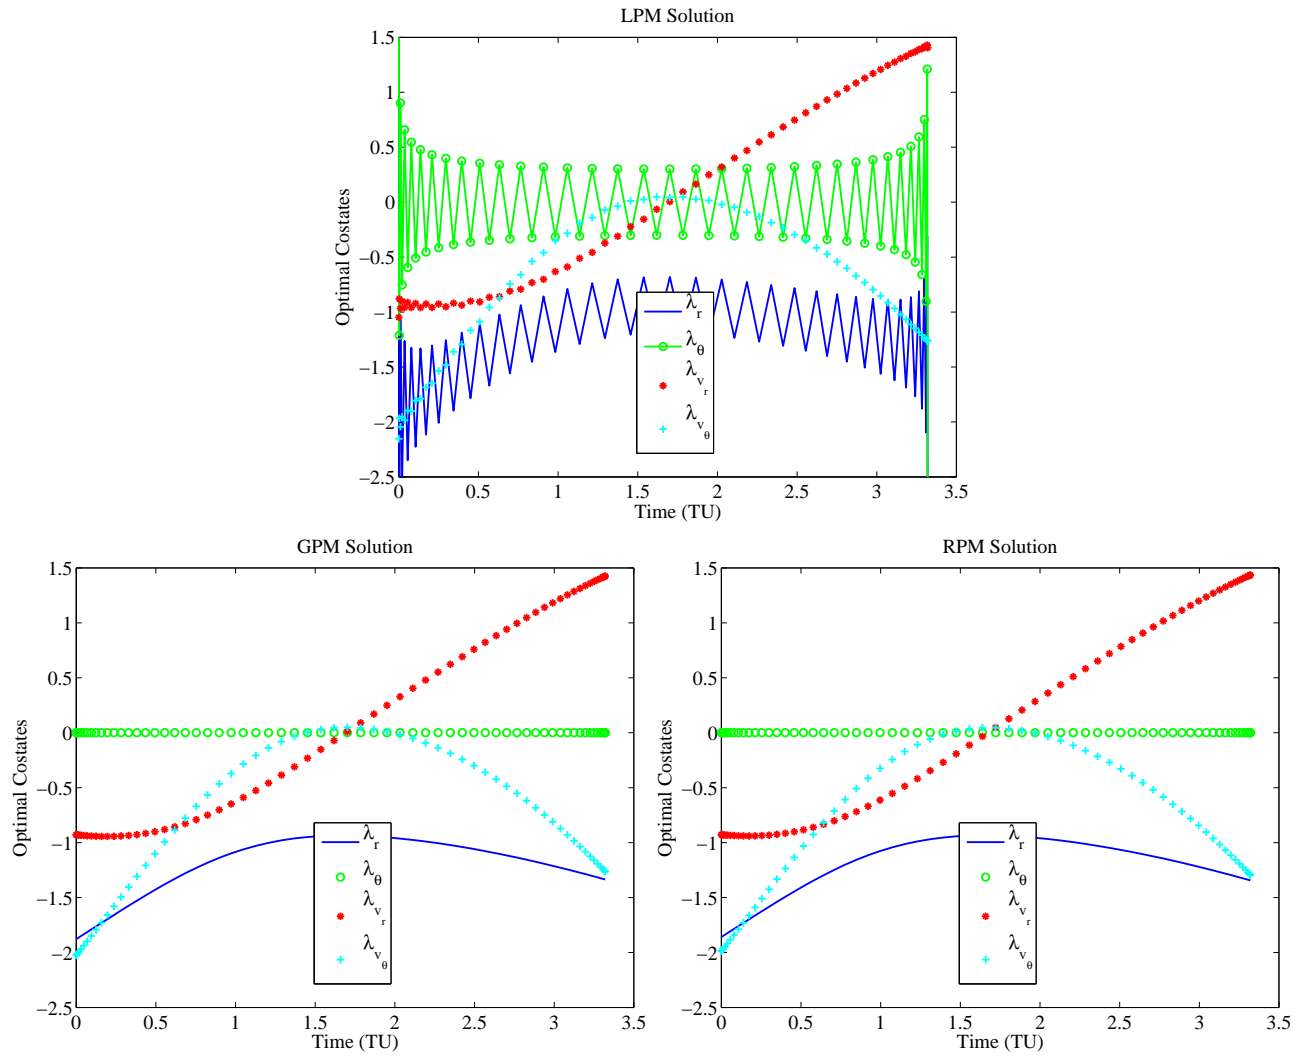 LPM Solution
1.5
1
0.5
0
−0.5
−1
−1.5
−2
−2.5
Optimal Costates
0 0.5 1 1.5 2 2.5 3 3.5
Time (TU)
λr
λθ
λvr
λvθ
GPM Solution
1.5
1
0.5
0
−0.5
−1
−1.5
−2
−2.5
Optimal Costates
0 0.5 1 1.5 2 2.5 3 3.5
Time (TU)
λr
λθ
λvr
λvθ
RPM Solution
1.5
1
0.5
0
−0.5
−1
−1.5
−2
−2.5
Optimal Costates
0 0.5 1 1.5 2 2.5 3 3.5
Time (TU)
λr
λθ
λvr
λvθ